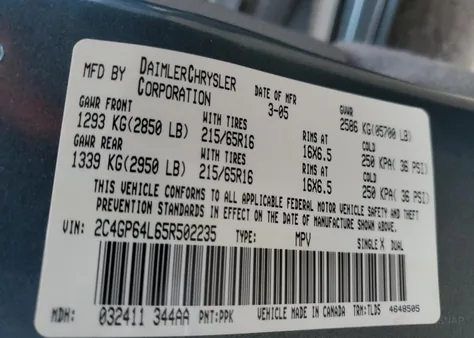 MFD BY DAIMLERCHRYSLER CORPORATION
DATE OF MFR 3-05
GVWR 2586 KG(05700 LB)
GAWR FRONT WITH TIRES RIMS AT COLD
1293 KG(2850 LB) 215/65R16 16X6.5 250 KPA( 36 PSI)
GAWR REAR WITH TIRES RIMS AT COLD
1339 KG(2950 LB) 215/65R16 16X6.5 250 KPA( 36 PSI)
THIS VEHICLE CONFORMS TO ALL APPLICABLE FEDERAL MOTOR VEHICLE SAFETY AND THEFT
PREVENTION STANDARDS IN EFFECT ON THE DATE OF MANUFACTURE SHOWN ABOVE.
VIN: 2C4GP64L65R502235 TYPE: MPV SINGLE X DUAL
MDH: 032411 344AA PNT:PPK VEHICLE MADE IN CANADA TRM:TLDS 4648505